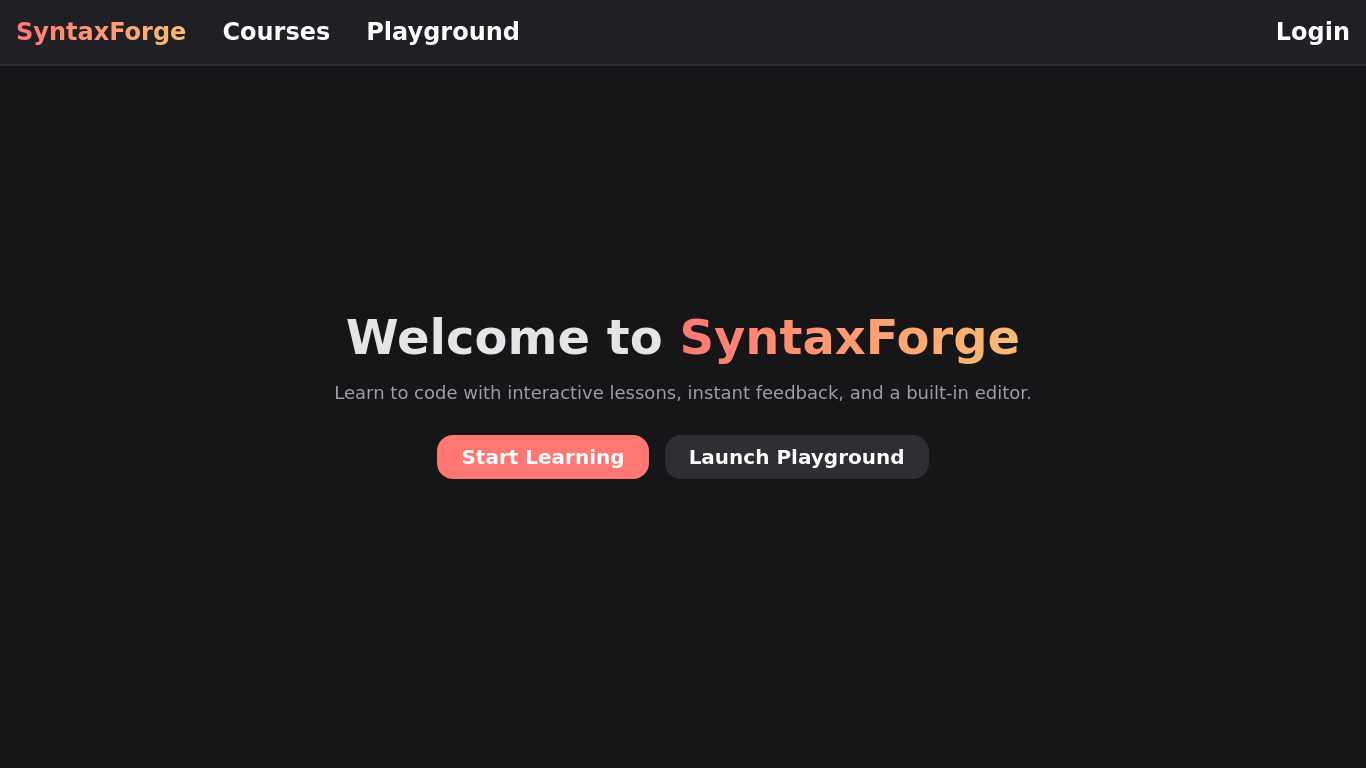 SyntaxForge Courses Playground Login
Welcome to SyntaxForge
Learn to code with interactive lessons, instant feedback, and a built-in editor.
Start Learning Launch Playground